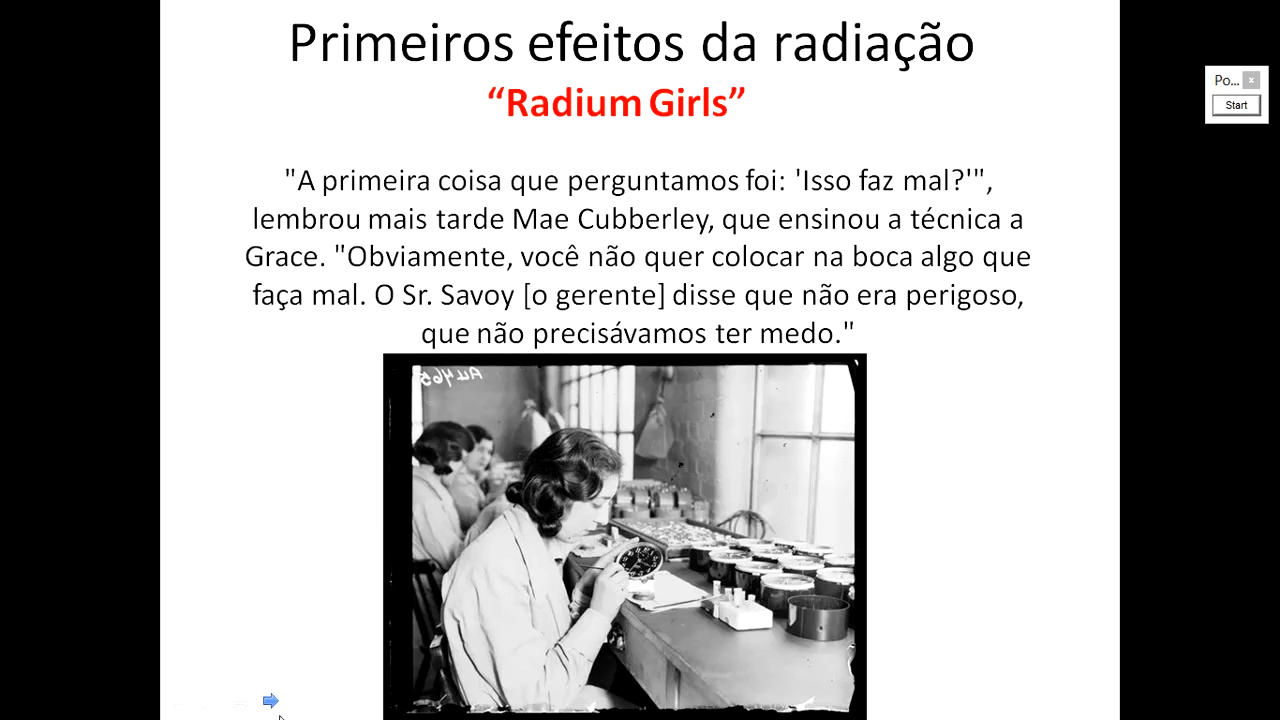 Primeiros efeitos da radiação
“Radium Girls”
"A primeira coisa que perguntamos foi: 'Isso faz mal?'",
lembrou mais tarde Mae Cubberley, que ensinou a técnica a
Grace. "Obviamente, você não quer colocar na boca algo que
faça mal. O Sr. Savoy [o gerente] disse que não era perigoso,
que não precisávamos ter medo."
Po...
Start